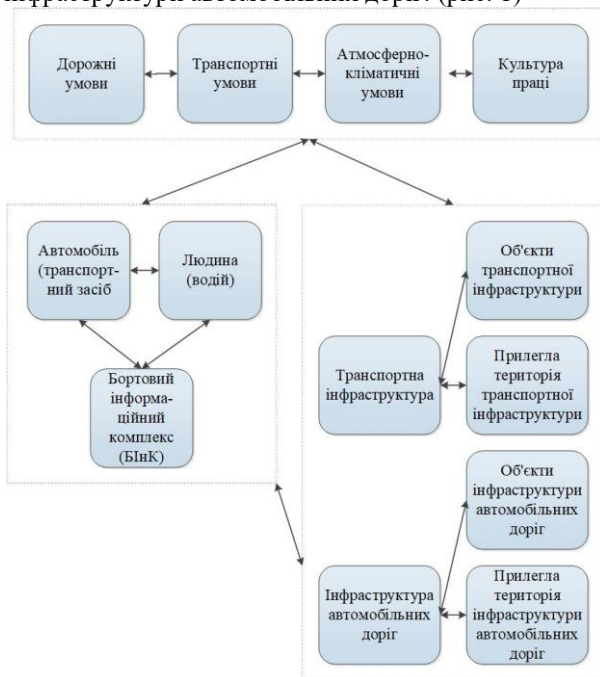 інфраструктури автомобільних доріг. (рис. 1)
Дорожні
умови
Транспортні
умови
Атмосферно-
кліматичні
умови
Культура
праці
Автомобіль
(транспорт-
ний засіб
Людина
(водій)
Бортовий
інформа-
ційний
комплекс
(БІнК)
Об'єкти
транспортної
інфраструктури
Транспортна
інфраструктура
Прилегла
територія
транспортної
інфраструктури
Об'єкти
інфраструктури
автомобільних
доріг
Інфраструктура
автомобільних
доріг
Прилегла
територія
інфраструктури
автомобільних
доріг